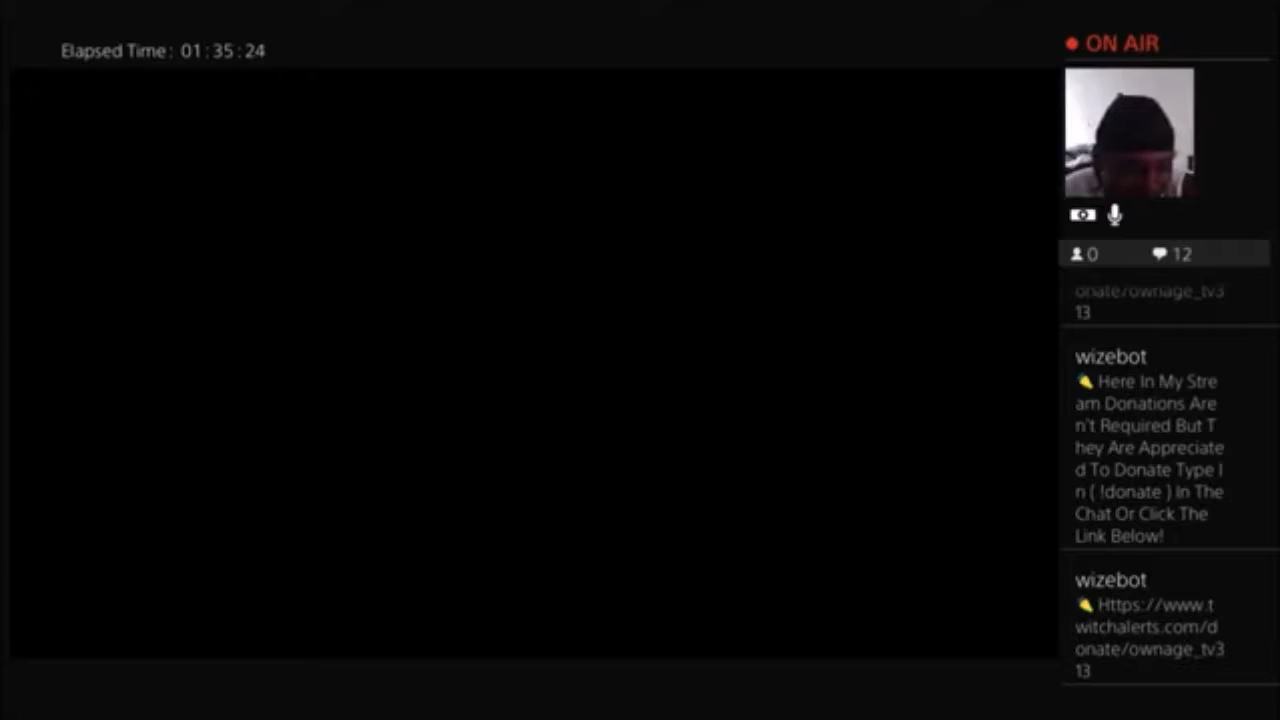 Elapsed Time: 01:35:24
ON AIR
0 12
onate/ownage_tv3
13
wizebot
Here In My Stre
am Donations Are
n't Required But T
hey Are Appreciate
d To Donate Type I
n ( !donate ) In The
Chat Or Click The
Link Below!
wizebot
Https://www.t
witchalerts.com/d
onate/ownage_tv3
13